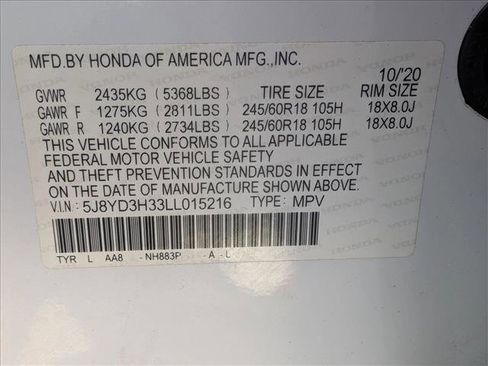 MFD.BY HONDA OF AMERICA MFG.,INC.
10/'20
GVWR 2435KG (5368LBS) TIRE SIZE RIM SIZE
GAWR F 1275KG (2811LBS) 245/60R18 105H 18X8.0J
GAWR R 1240KG (2734LBS) 245/60R18 105H 18X8.0J
THIS VEHICLE CONFORMS TO ALL APPLICABLE
FEDERAL MOTOR VEHICLE SAFETY
AND THEFT PREVENTION STANDARDS IN EFFECT
ON THE DATE OF MANUFACTURE SHOWN ABOVE.
V.I.N: 5J8YD3H33LL015216 TYPE: MPV
TYR L AA8 -NH883P -A -L